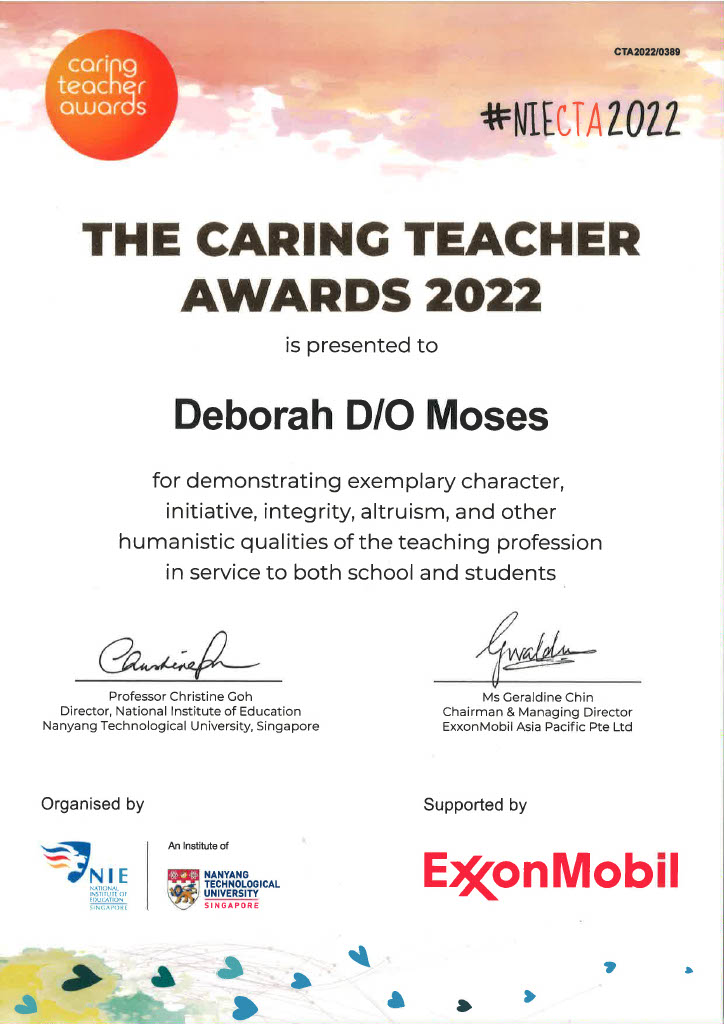 CTA2022/0389
caring
teacher
awards
#NIECTA2022
THE CARING TEACHER
AWARDS 2022
is presented to
Deborah D/O Moses
for demonstrating exemplary character,
initiative, integrity, altruism, and other
humanistic qualities of the teaching profession
in service to both school and students
Professor Christine Goh
Director, National Institute of Education
Nanyang Technological University, Singapore
Ms Geraldine Chin
Chairman & Managing Director
ExxonMobil Asia Pacific Pte Ltd
Organised by
NIE
NATIONAL
INSTITUTE OF
EDUCATION
SINGAPORE
An Institute of
NANYANG
TECHNOLOGICAL
UNIVERSITY
SINGAPORE
Supported by
ExxonMobil